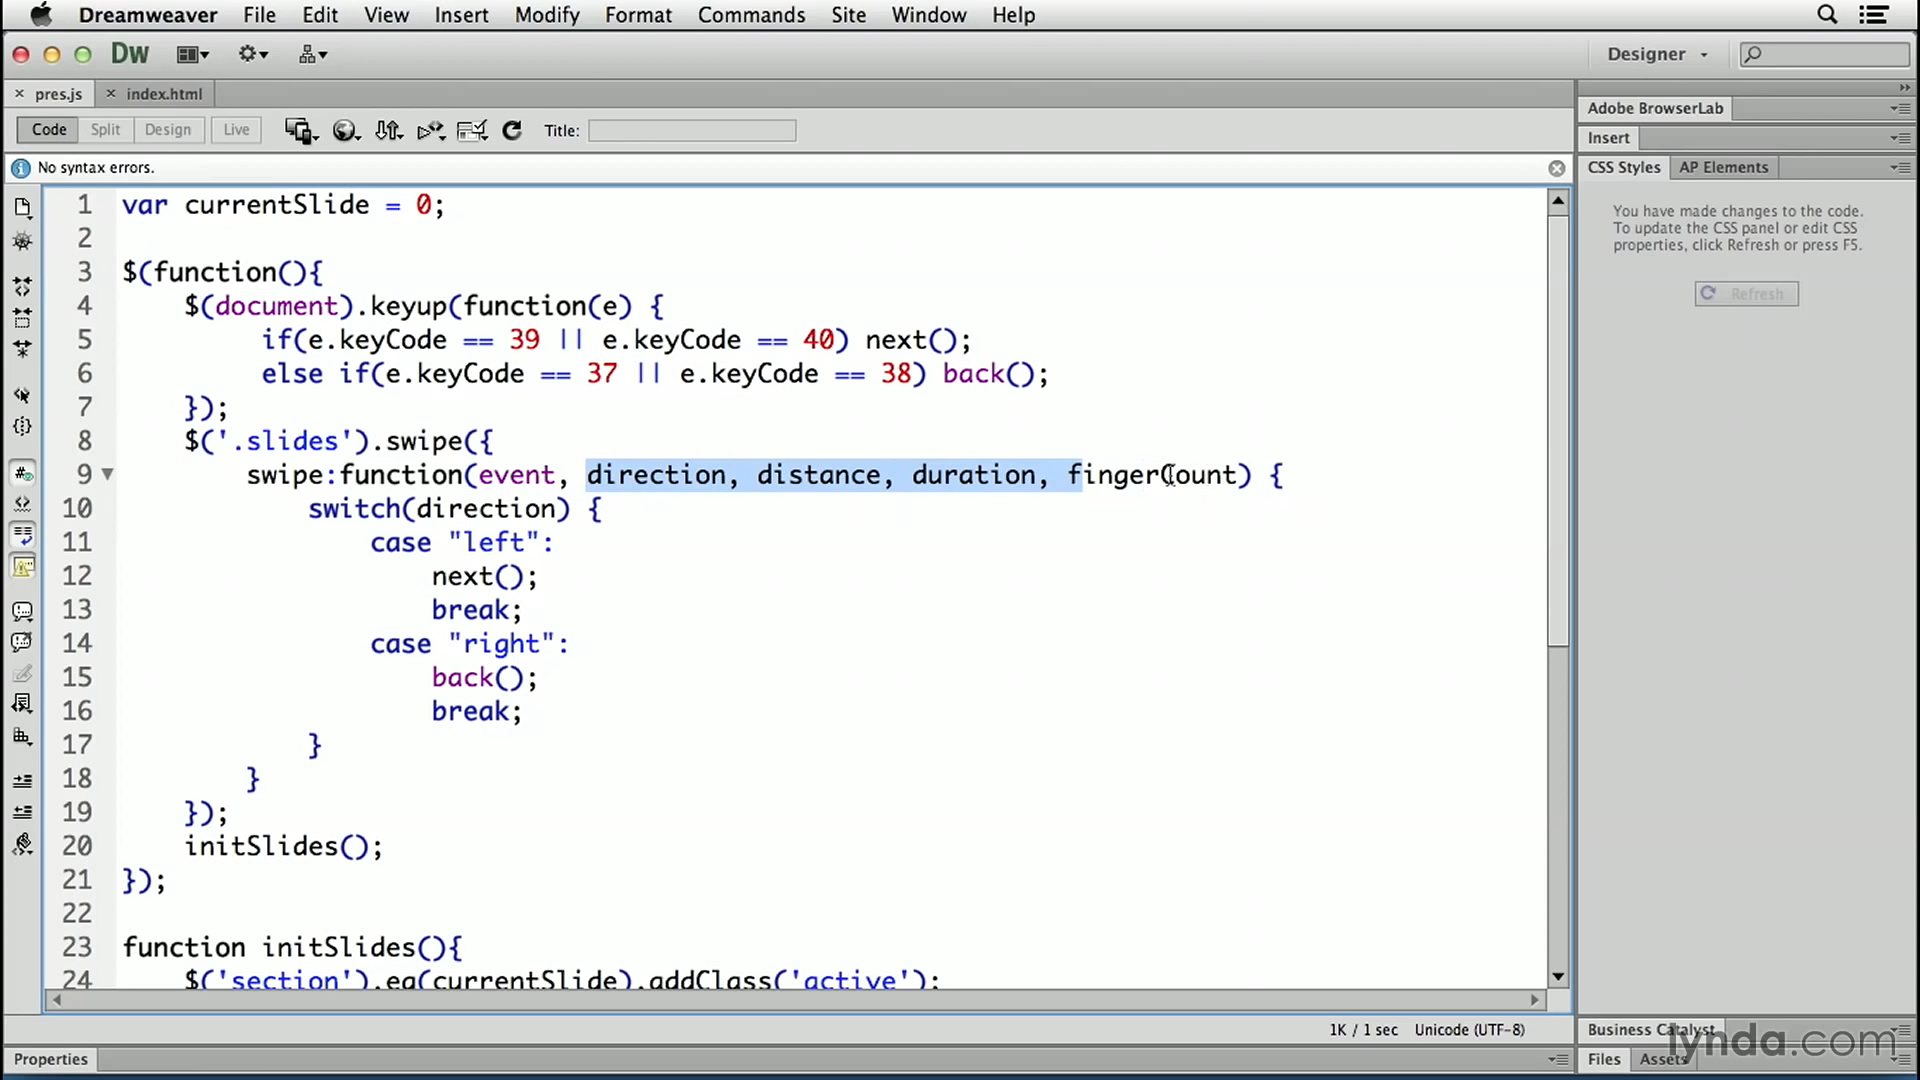 Dreamweaver File Edit View Insert Modify Format Commands Site Window Help
Dw Designer
pres.js index.html
Code Split Design Live Title:
No syntax errors.
1 var currentSlide = 0;
2
3 $(function(){
4 $(document).keyup(function(e) {
5 if(e.keyCode == 39 || e.keyCode == 40) next();
6 else if(e.keyCode == 37 || e.keyCode == 38) back();
7 });
8 $('.slides').swipe({
9 swipe:function(event, direction, distance, duration, fingerCount) {
10 switch(direction) {
11 case "left":
12 next();
13 break;
14 case "right":
15 back();
16 break;
17 }
18 }
19 });
20 initSlides();
21 });
22
23 function initSlides(){
24 $('section').eq(currentSlide).addClass('active');
1K / 1 sec Unicode (UTF-8)
Properties
Adobe BrowserLab
Insert
CSS Styles AP Elements
You have made changes to the code.
To update the CSS panel or edit CSS
properties, click Refresh or press F5.
Refresh
Business Catalyst
Files Assets
lynda.com